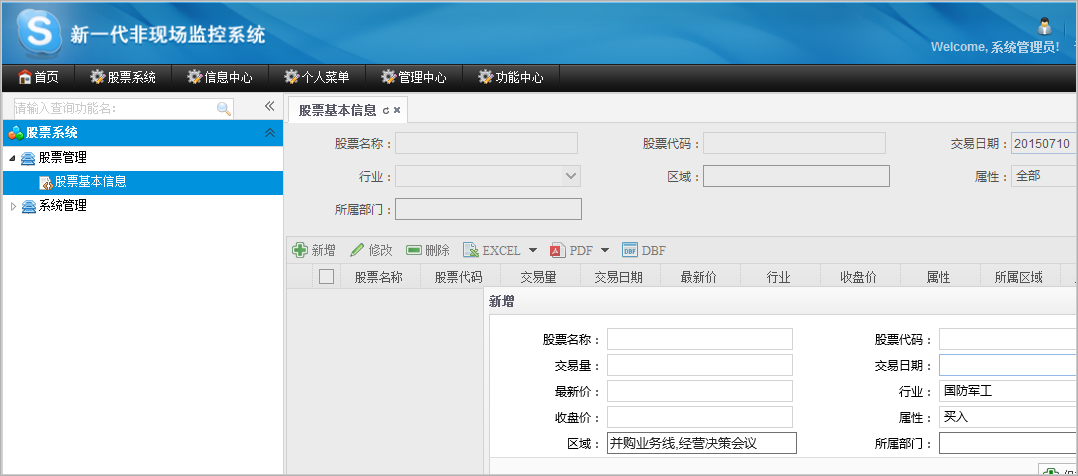 新一代非现场监控系统
Welcome, 系统管理员!
首页 股票系统 信息中心 个人菜单 管理中心 功能中心
请输入查询功能名:
股票系统
股票管理
股票基本信息
系统管理
股票基本信息
股票名称： 股票代码： 交易日期： 20150710
行业： 区域： 属性： 全部
所属部门：
新增 修改 删除 EXCEL PDF DBF
股票名称 股票代码 交易量 交易日期 最新价 行业 收盘价 属性 所属区域
新增
股票名称： 股票代码：
交易量： 交易日期：
最新价： 行业： 国防军工
收盘价： 属性： 买入
区域： 并购业务线,经营决策会议 所属部门：